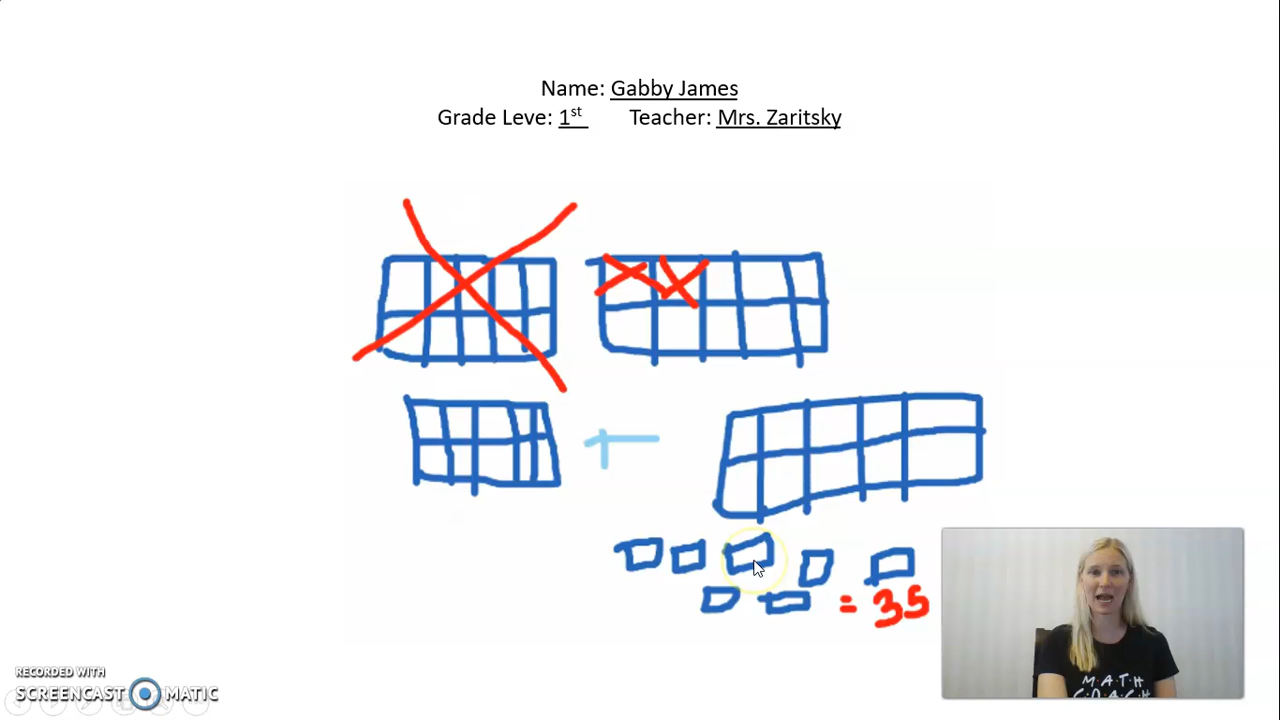 Name: Gabby James
Grade Leve: 1st Teacher: Mrs. Zaritsky
+
= 35
M·A·T·H
C·O·A·C·H
RECORDED WITH
SCREENCAST MATIC